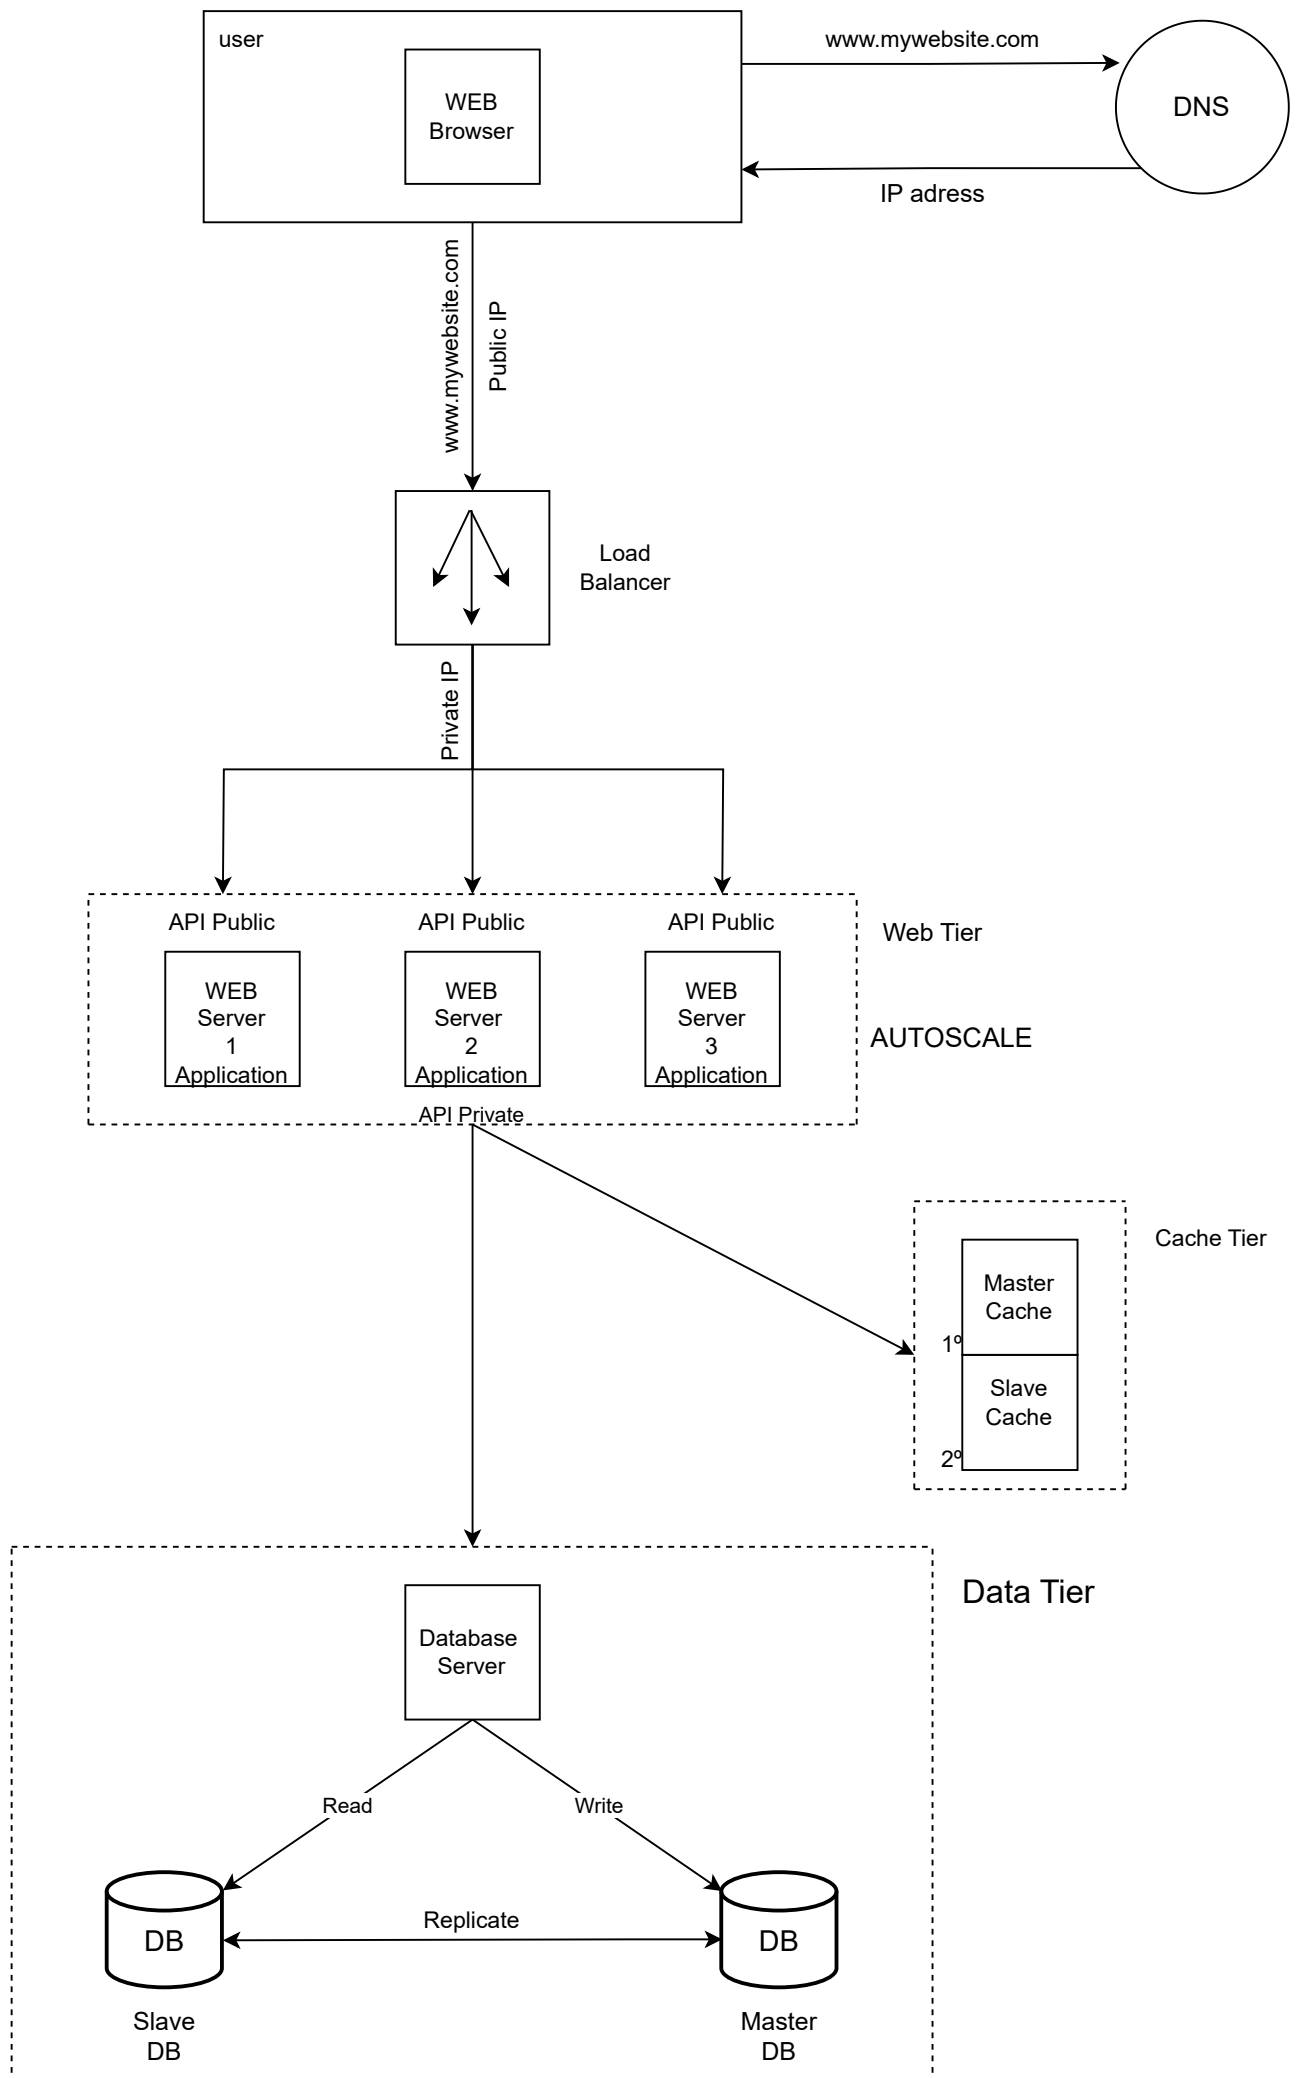 user
WEB
Browser
www.mywebsite.com
DNS
IP adress
www.mywebsite.com
Public IP
Load
Balancer
Private IP
API Public
API Public
API Public
Web Tier
WEB
Server
1
Application
WEB
Server
2
Application
WEB
Server
3
Application
AUTOSCALE
API Private
Cache Tier
Master
Cache
1º
Slave
Cache
2º
Data Tier
Database
Server
Read
Write
Replicate
DB
DB
Slave
DB
Master
DB